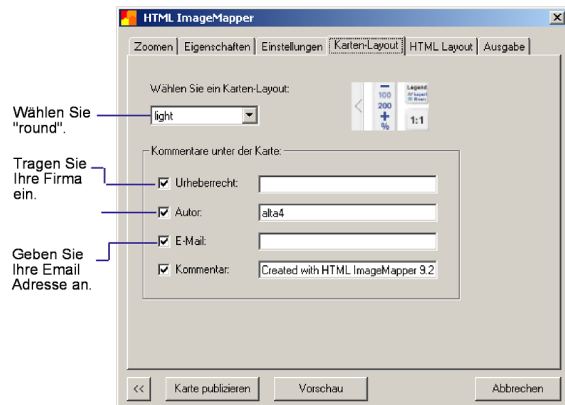 HTML ImageMapper
Zoomen Eigenschaften Einstellungen Karten-Layout HTML Layout Ausgabe
Wählen Sie ein Karten-Layout:
light
100
200
%
Legend
1:1
Wählen Sie
"round".
Kommentare unter der Karte:
Tragen Sie
Ihre Firma
ein.
Urheberrecht:
Autor: alta4
E-Mail:
Geben Sie
Ihre Email
Adresse an.
Kommentar: Created with HTML ImageMapper 9.2
<< Karte publizieren Vorschau Abbrechen